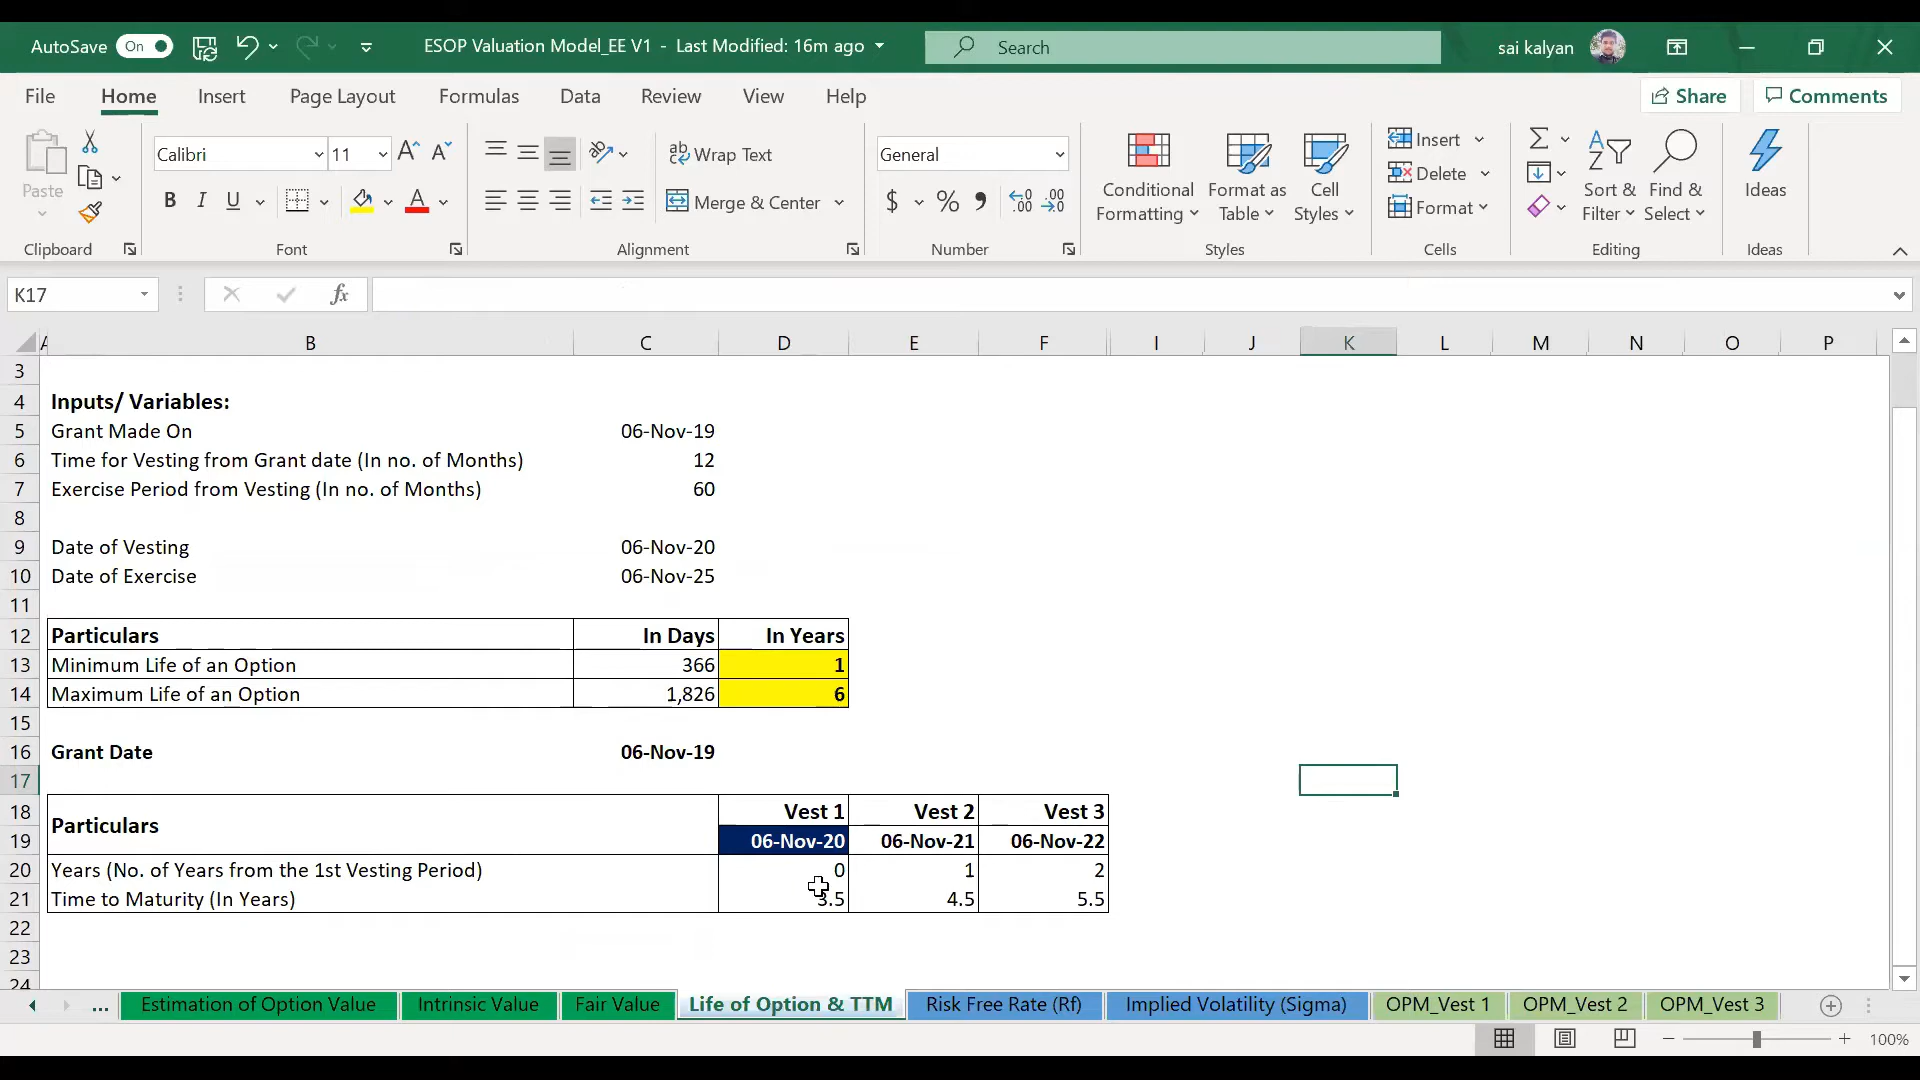 AutoSave On ESOP Valuation Model_EE V1 - Last Modified: 16m ago Search sai kalyan
File Home Insert Page Layout Formulas Data Review View Help Share Comments
Paste Calibri 11 A A ab Wrap Text General Conditional Formatting Format as Table Cell Styles Insert Delete Format Sort & Filter Find & Select Ideas
B I U A Merge & Center $ % , .00 .00
Clipboard Font Alignment Number Styles Cells Editing Ideas
K17 fx
A B C D E F I J K L M N O P
3
4 Inputs/ Variables:
5 Grant Made On 06-Nov-19
6 Time for Vesting from Grant date (In no. of Months) 12
7 Exercise Period from Vesting (In no. of Months) 60
8
9 Date of Vesting 06-Nov-20
10 Date of Exercise 06-Nov-25
11
12 Particulars In Days In Years
13 Minimum Life of an Option 366 1
14 Maximum Life of an Option 1,826 6
15
16 Grant Date 06-Nov-19
17
18 Particulars Vest 1 Vest 2 Vest 3
19 06-Nov-20 06-Nov-21 06-Nov-22
20 Years (No. of Years from the 1st Vesting Period) 0 1 2
21 Time to Maturity (In Years) 3.5 4.5 5.5
22
23
24
... Estimation of Option Value Intrinsic Value Fair Value Life of Option & TTM Risk Free Rate (Rf) Implied Volatility (Sigma) OPM_Vest 1 OPM_Vest 2 OPM_Vest 3
100%